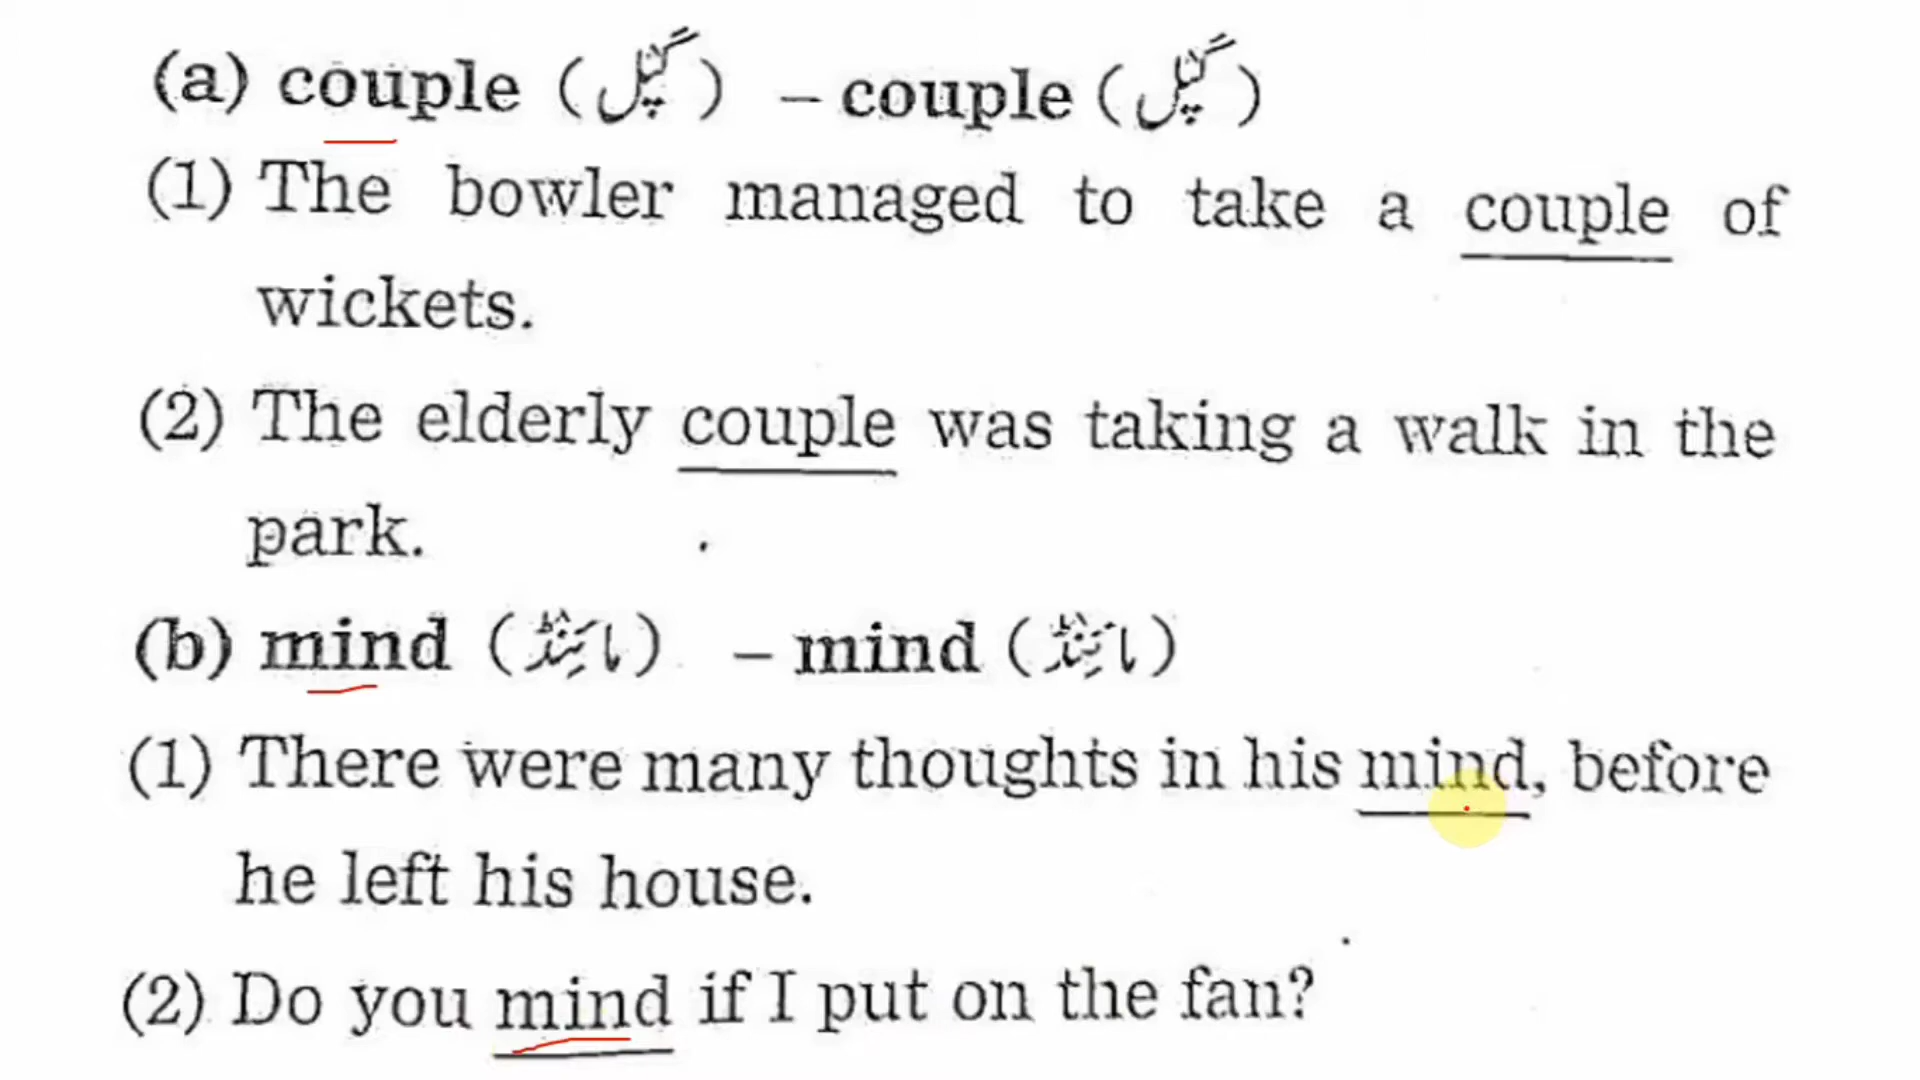 (a) couple (کَپَل) – couple (کَپَل)
(1) The bowler managed to take a couple of
wickets.
(2) The elderly couple was taking a walk in the
park.
(b) mind (مائنڈ) – mind (مائنڈ)
(1) There were many thoughts in his mind, before
he left his house.
(2) Do you mind if I put on the fan?